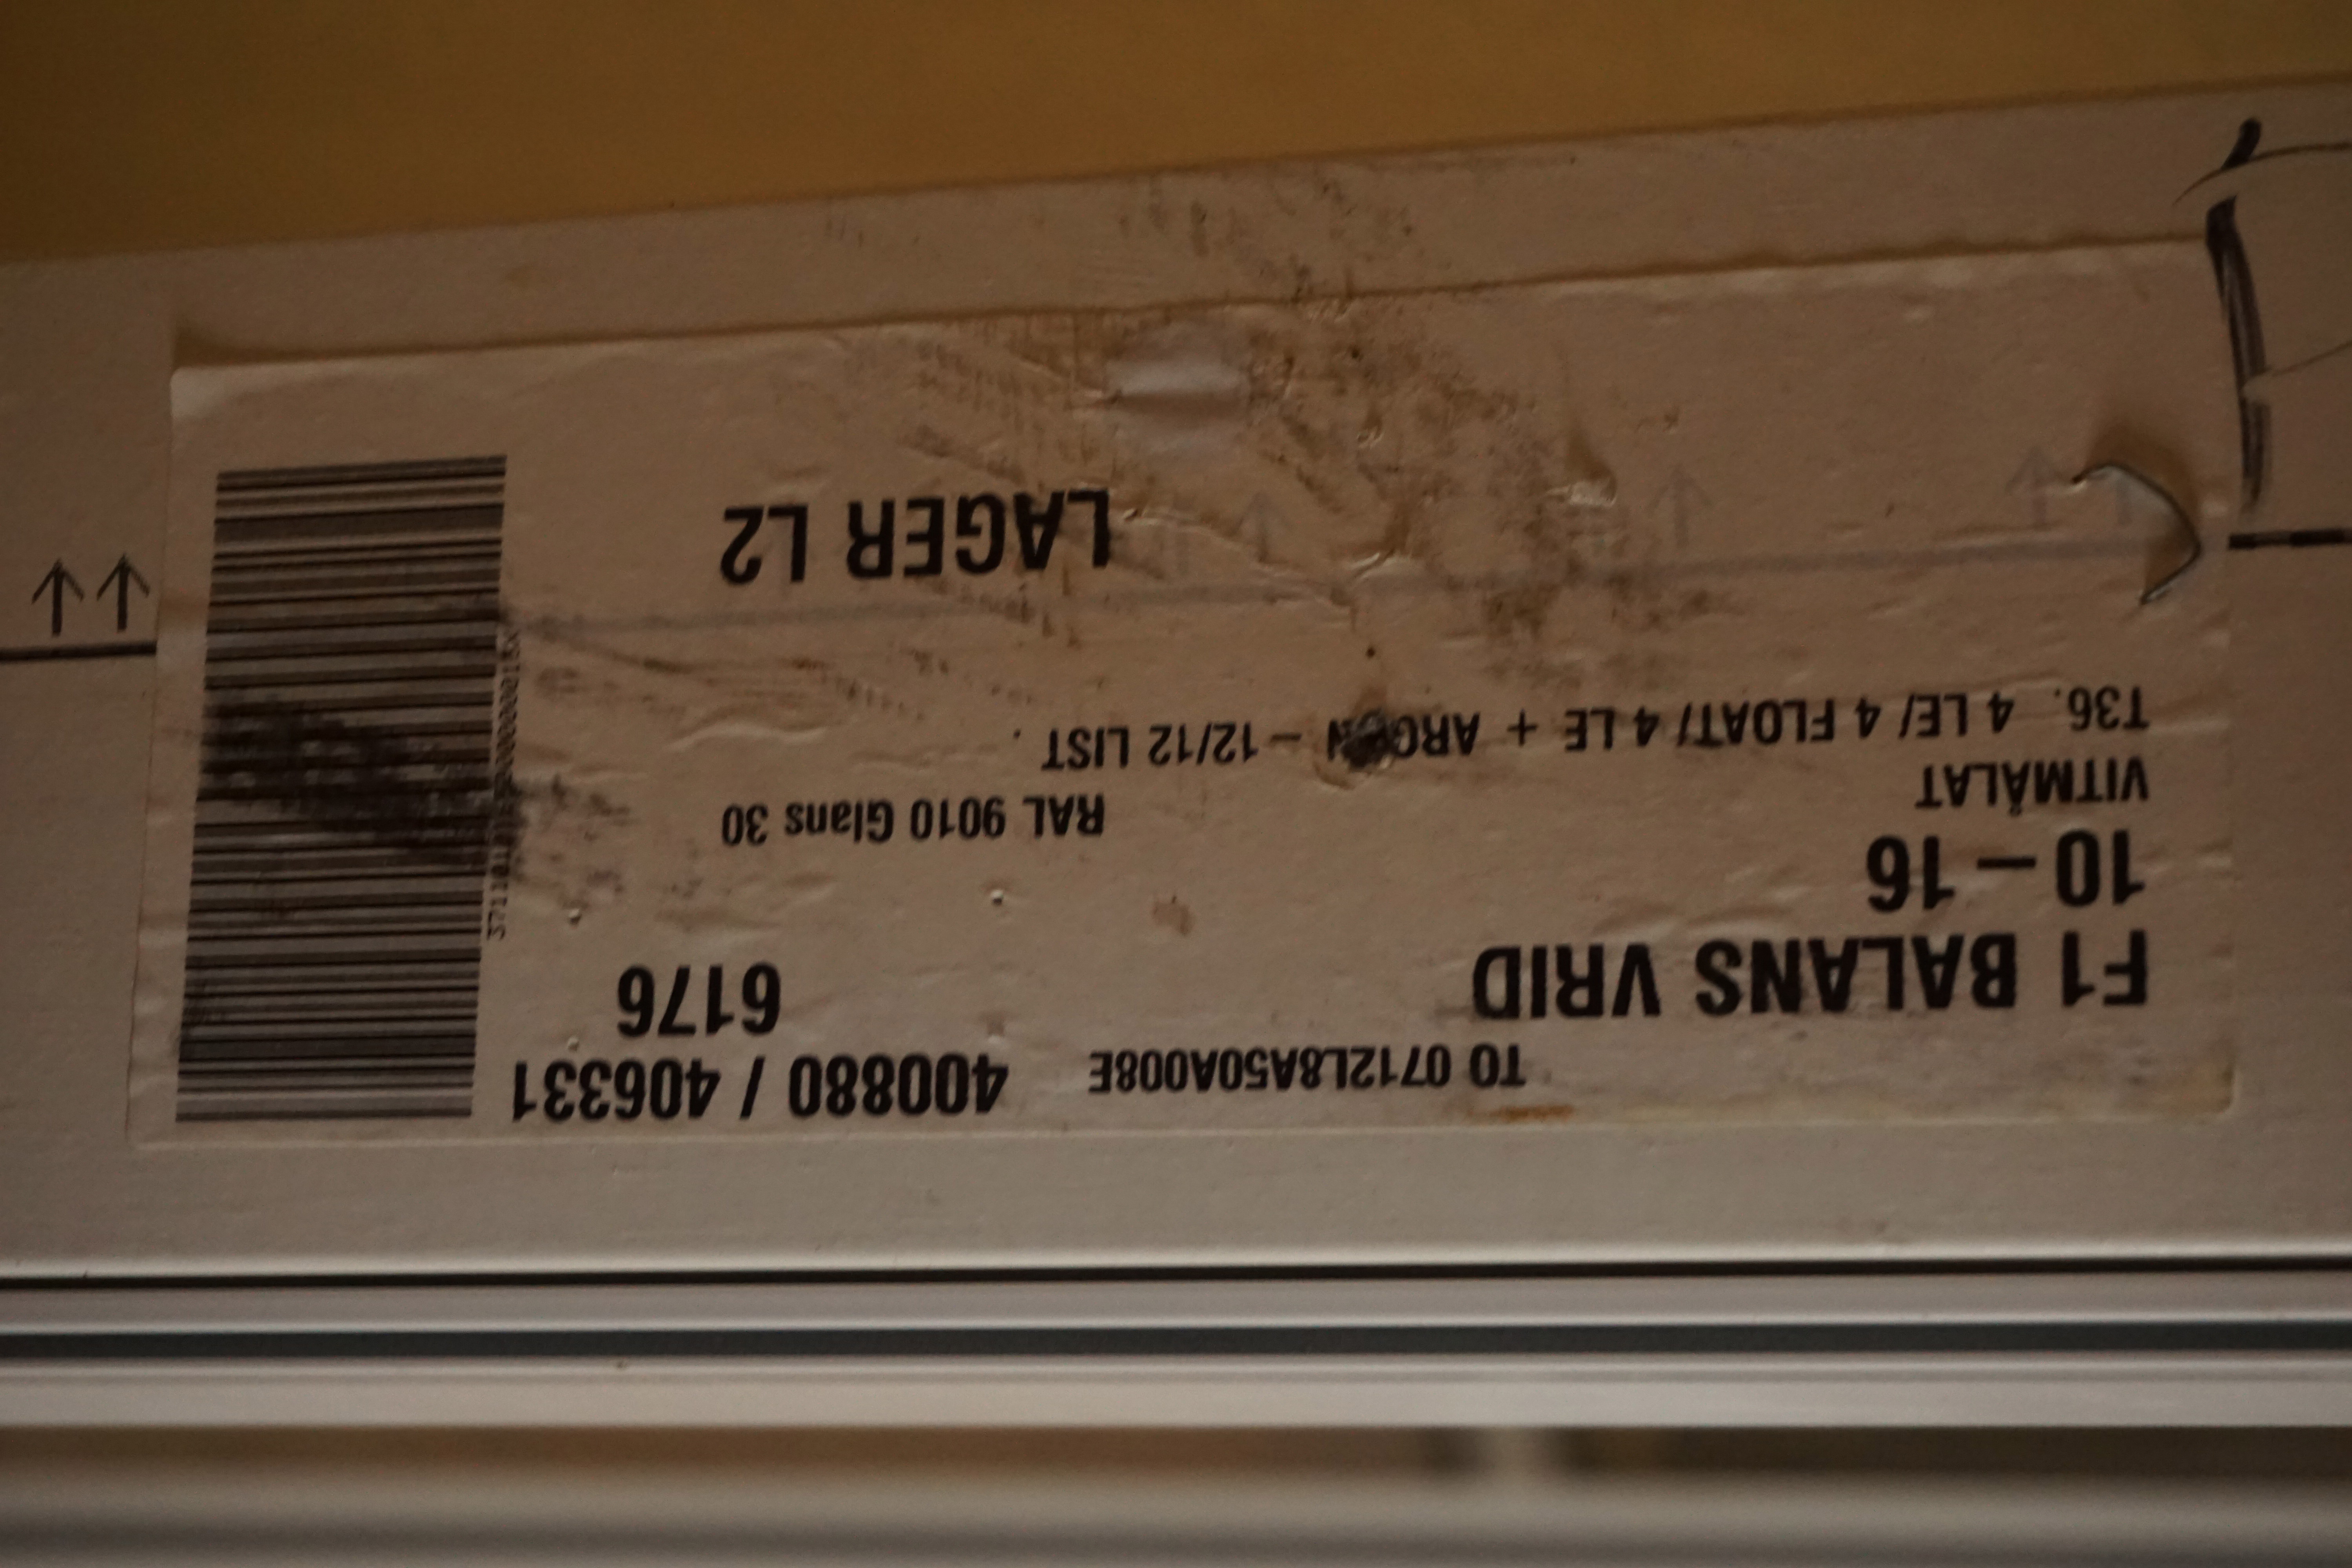 TO 0712L8A50A008E 400880 / 406331
F1 BALANS VRID 6176
10 – 16
VITMÅLAT RAL 9010 Glans 30
T36. 4 LE/ 4 FLOAT/ 4 LE + ARGON – 12/12 LIST .
LAGER L2